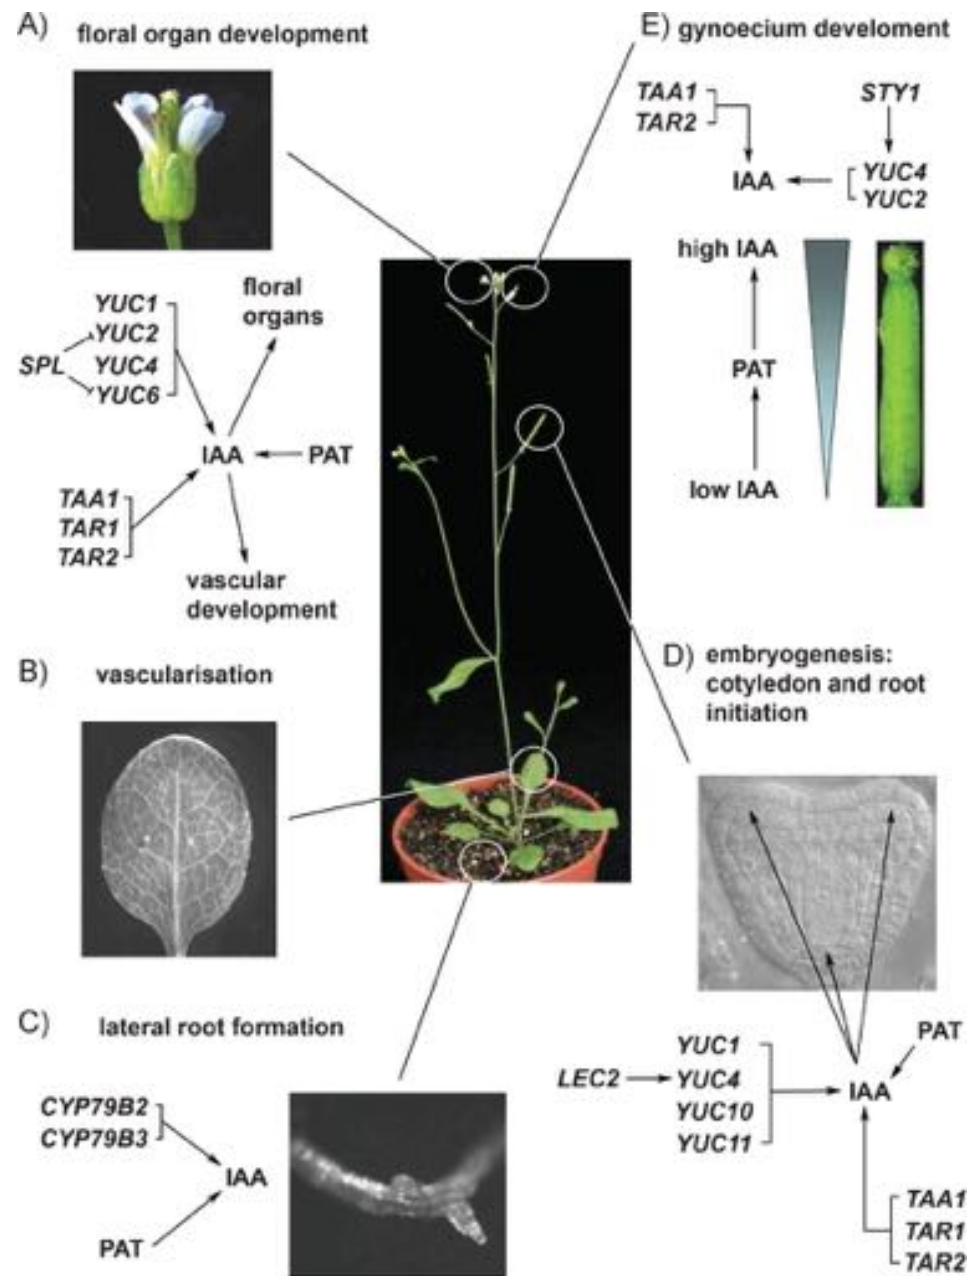 A)
floral organ development
YUC1
YUC2
SPL
YUC4
YUC6
floral
organs
IAA
PAT
TAA1
TAR1
TAR2
vascular
development
B)
vascularisation
C)
lateral root formation
CYP79B2
CYP79B3
IAA
PAT
E)
gynoecium develoment
TAA1
TAR2
STY1
IAA
YUC4
YUC2
high IAA
PAT
low IAA
D)
embryogenesis:
cotyledon and root
initiation
PAT
YUC1
LEC2
YUC4
IAA
YUC10
YUC11
TAA1
TAR1
TAR2